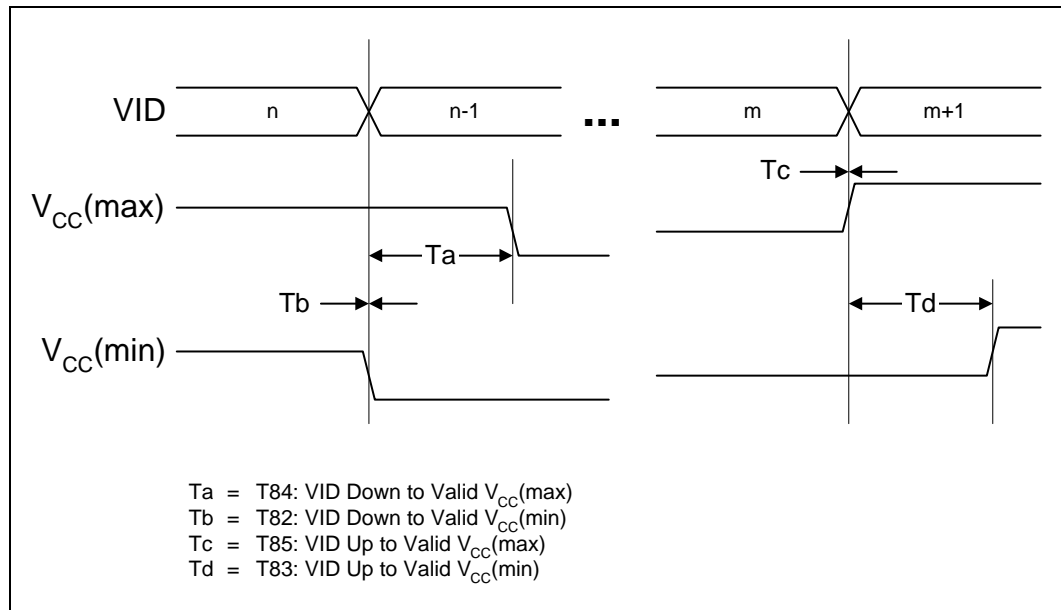 VID
n
n-1
...
m
m+1
Tc
VCC(max)
Ta
Tb
Td
VCC(min)
Ta = T84: VID Down to Valid VCC(max)
Tb = T82: VID Down to Valid VCC(min)
Tc = T85: VID Up to Valid VCC(max)
Td = T83: VID Up to Valid VCC(min)